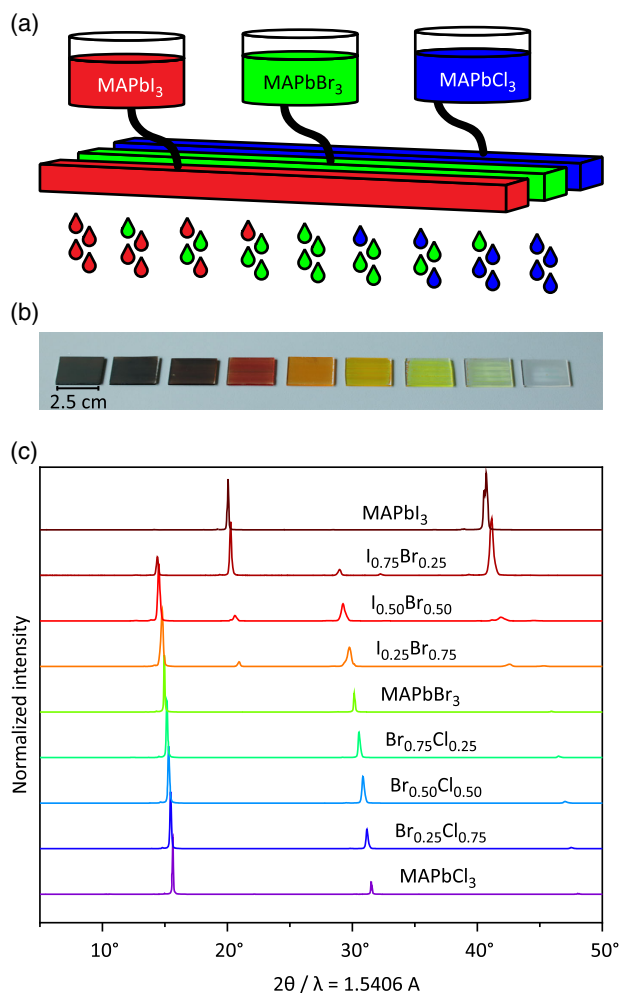 (a)
MAPbI₃
MAPbBr₃
MAPbCl₃
(b)
2.5 cm
(c)
Normalized intensity
MAPbI₃
I₀.₇₅Br₀.₂₅
I₀.₅₀Br₀.₅₀
I₀.₂₅Br₀.₇₅
MAPbBr₃
Br₀.₇₅Cl₀.₂₅
Br₀.₅₀Cl₀.₅₀
Br₀.₂₅Cl₀.₇₅
MAPbCl₃
10° 20° 30° 40° 50°
2θ / λ = 1.5406 A